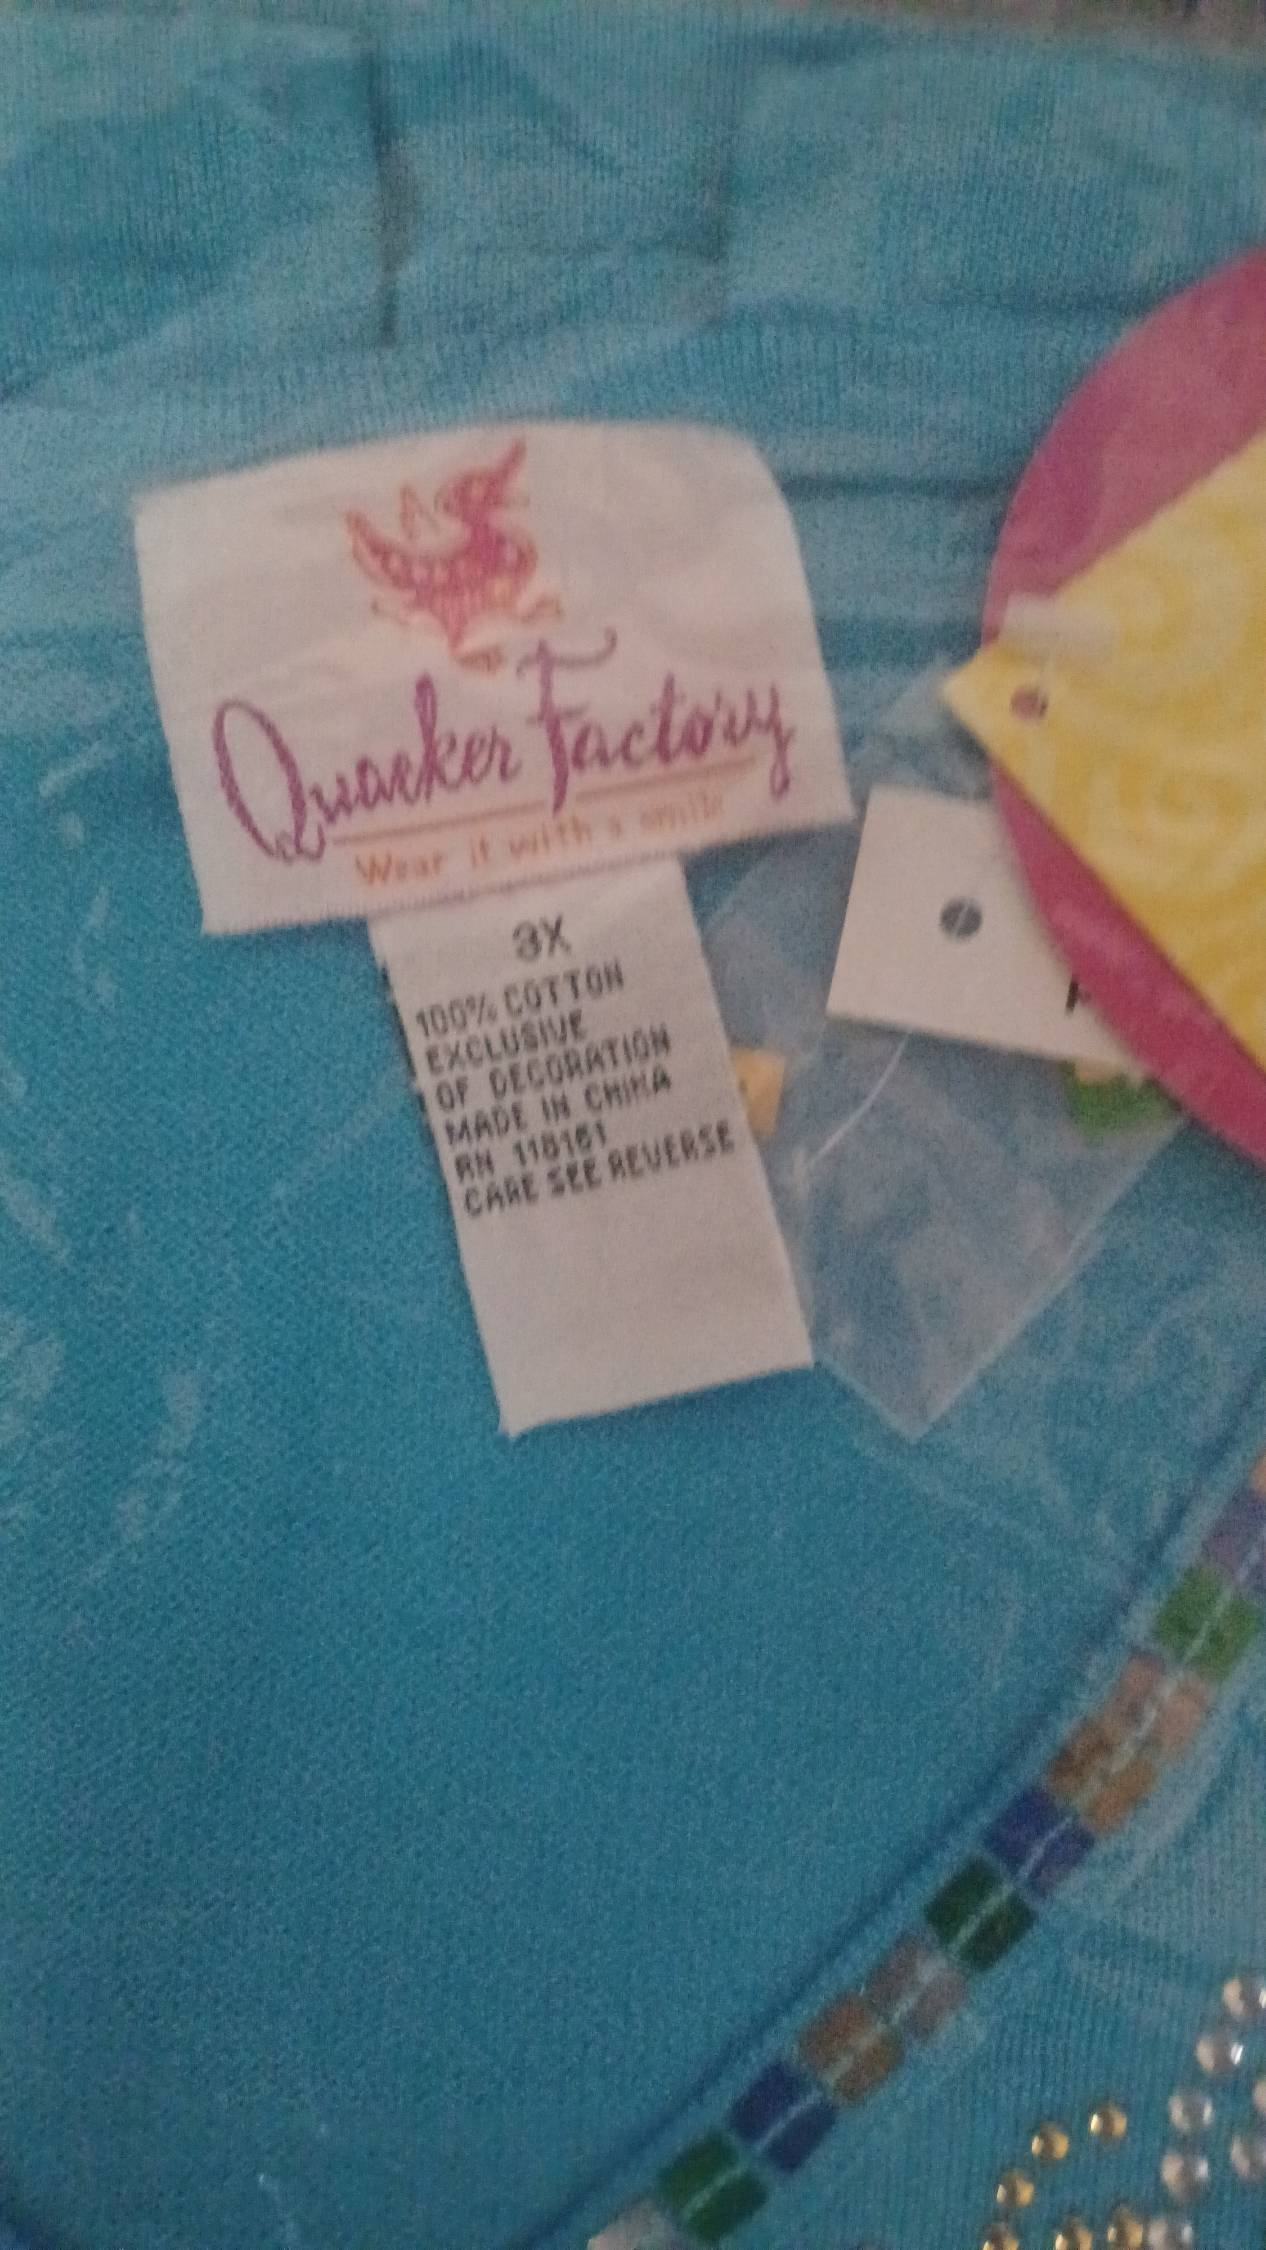 Quacker Factory
Wear it with a smile
3X
100% COTTON
EXCLUSIVE
OF DECORATION
MADE IN CHINA
RN 118161
CARE SEE REVERSE